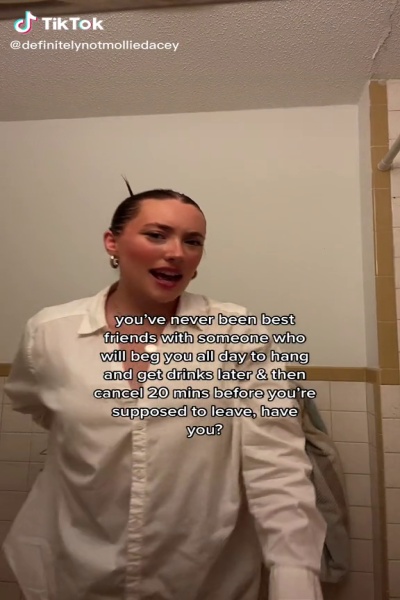 TikTok
@definitelynotmolliedacey
you've never been best
friends with someone who
will beg you all day to hang
and get drinks later & then
cancel 20 mins before you're
supposed to leave, have
you?